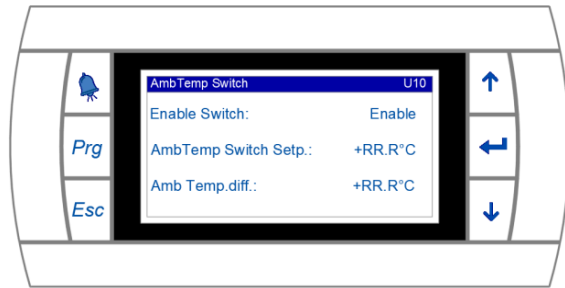 AmbTemp Switch U10
Enable Switch: Enable
Prg
AmbTemp Switch Setp.: +RR.R°C
Amb Temp.diff.: +RR.R°C
Esc